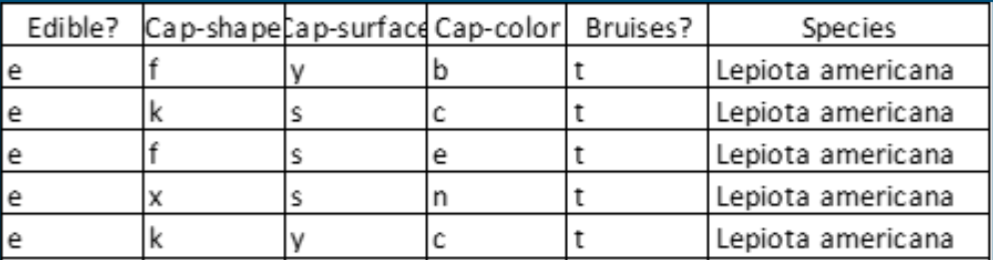 Edible? Cap-shape Cap-surface Cap-color Bruises? Species
e f y b t Lepiota americana
e k s c t Lepiota americana
e f s e t Lepiota americana
e x s n t Lepiota americana
e k y c t Lepiota americana